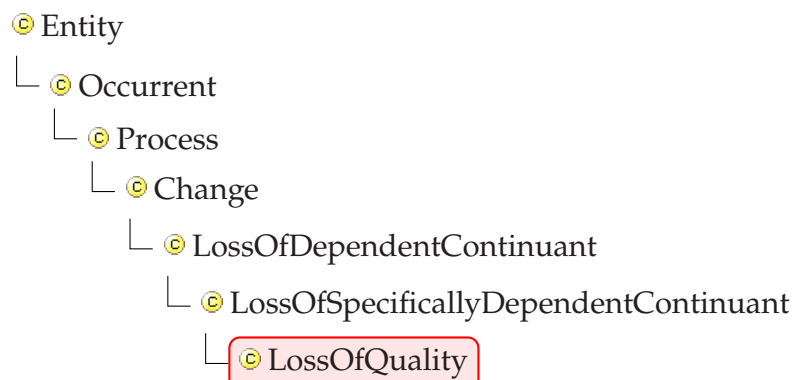 © Entity
© Occurrent
© Process
© Change
© LossOfDependentContinuant
© LossOfSpecificallyDependentContinuant
© LossOfQuality